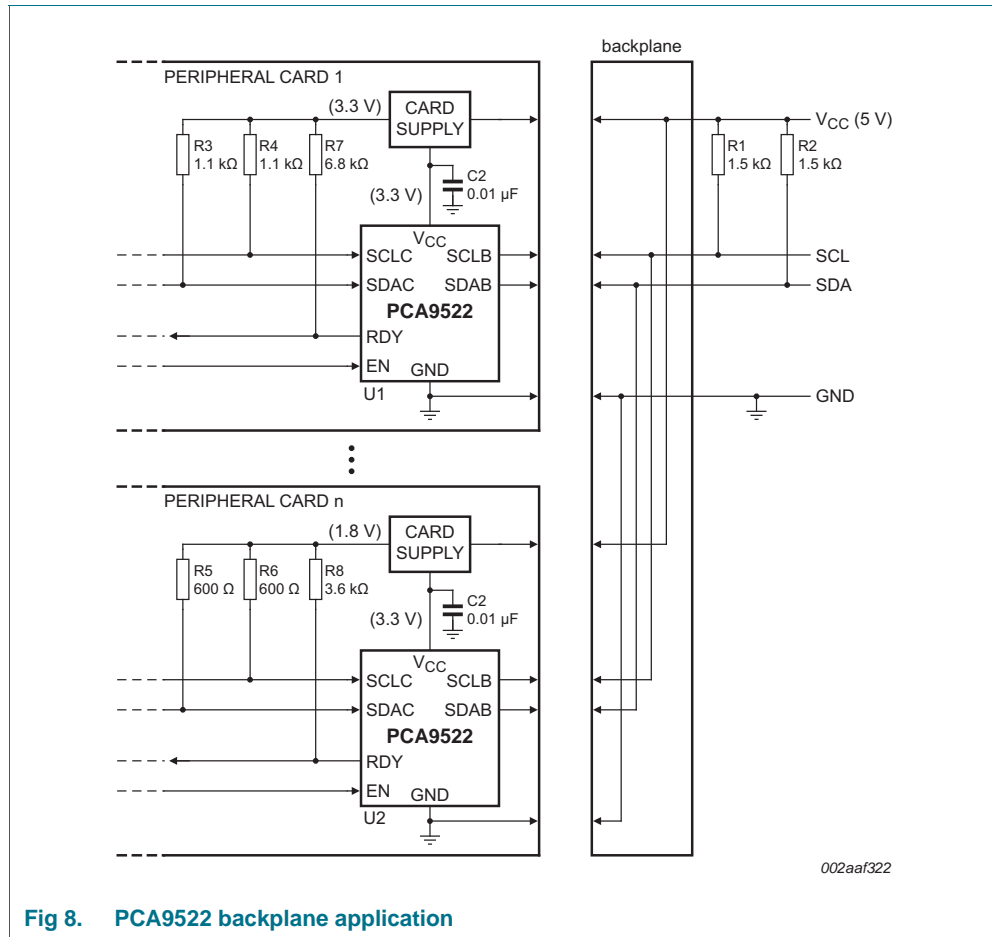 backplane
PERIPHERAL CARD 1
(3.3 V)
CARD
SUPPLY
VCC (5 V)
R3
1.1 kΩ
R4
1.1 kΩ
R7
6.8 kΩ
R1
1.5 kΩ
R2
1.5 kΩ
C2
0.01 µF
(3.3 V)
VCC
SCLC
SCLB
SCL
SDAC
SDAB
SDA
PCA9522
RDY
EN
GND
U1
GND
PERIPHERAL CARD n
(1.8 V)
CARD
SUPPLY
R5
600 Ω
R6
600 Ω
R8
3.6 kΩ
C2
0.01 µF
(3.3 V)
VCC
SCLC
SCLB
SDAC
SDAB
PCA9522
RDY
EN
GND
U2
002aaf322
Fig 8. PCA9522 backplane application